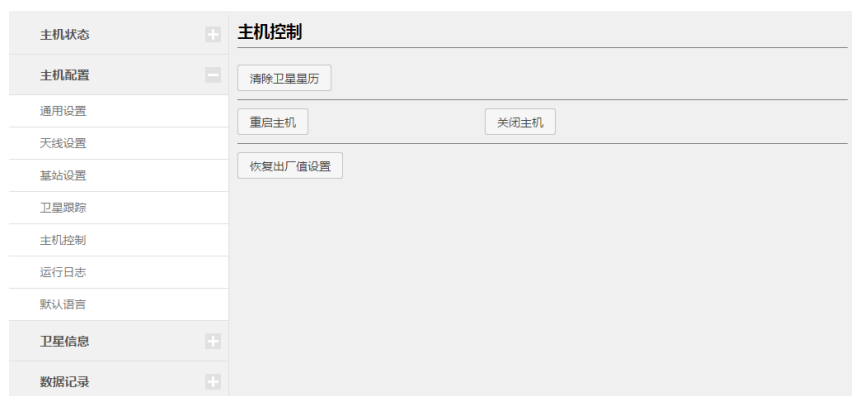 主机状态
主机配置
通用设置
天线设置
基站设置
卫星跟踪
主机控制
运行日志
默认语言
卫星信息
数据记录
主机控制
清除卫星星历
重启主机
关闭主机
恢复出厂值设置